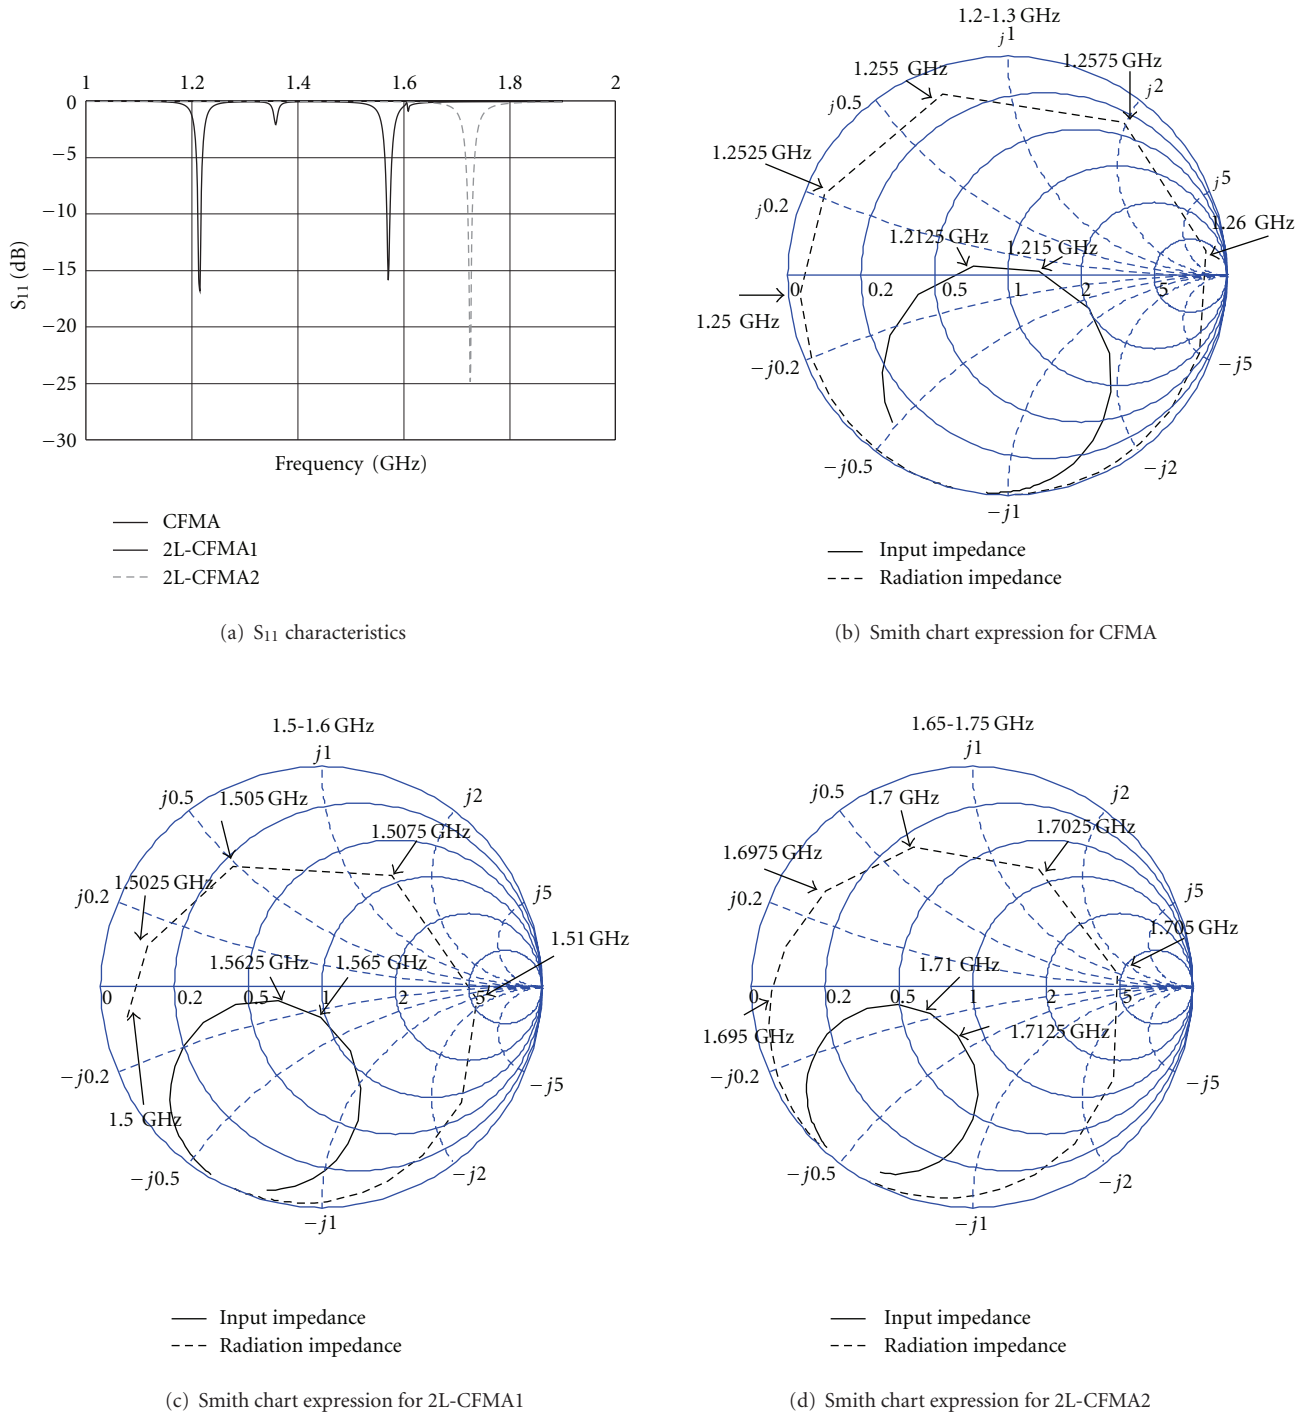 1 1.2 1.4 1.6 1.8 2
0
−5
−10
−15
−20
−25
−30
S11 (dB)
Frequency (GHz)
CFMA
2L-CFMA1
2L-CFMA2
(a) S11 characteristics
1.2-1.3 GHz
j1
1.255 GHz
1.2575 GHz
j0.5
j2
1.2525 GHz
j0.2
j5
1.2125 GHz
1.215 GHz
1.26 GHz
0 0.2 0.5 1 2 5
1.25 GHz
−j0.2
−j5
−j0.5
−j2
−j1
Input impedance
Radiation impedance
(b) Smith chart expression for CFMA
1.5-1.6 GHz
j1
j0.5
1.505 GHz
j2
1.5075 GHz
1.5025 GHz
j0.2
j5
1.51 GHz
1.5625 GHz
1.565 GHz
0 0.2 0.5 1 2 5
−j0.2
−j5
1.5 GHz
−j0.5
−j2
−j1
Input impedance
Radiation impedance
(c) Smith chart expression for 2L-CFMA1
1.65-1.75 GHz
j1
j0.5
1.7 GHz
j2
1.7025 GHz
1.6975 GHz
j0.2
j5
1.705 GHz
1.71 GHz
0 0.2 0.5 1 2 5
1.695 GHz
1.7125 GHz
−j0.2
−j5
−j0.5
−j2
−j1
Input impedance
Radiation impedance
(d) Smith chart expression for 2L-CFMA2